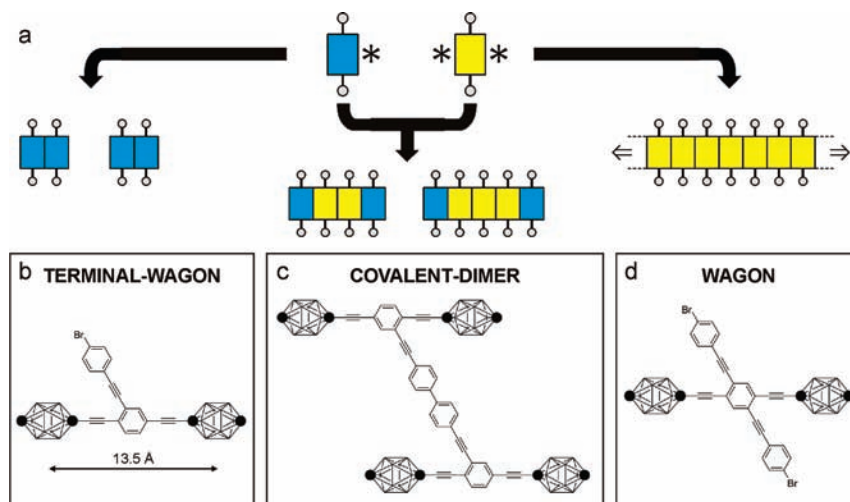 a
* *
b TERMINAL-WAGON
Br
13.5 Å
c COVALENT-DIMER
d WAGON
Br
Br